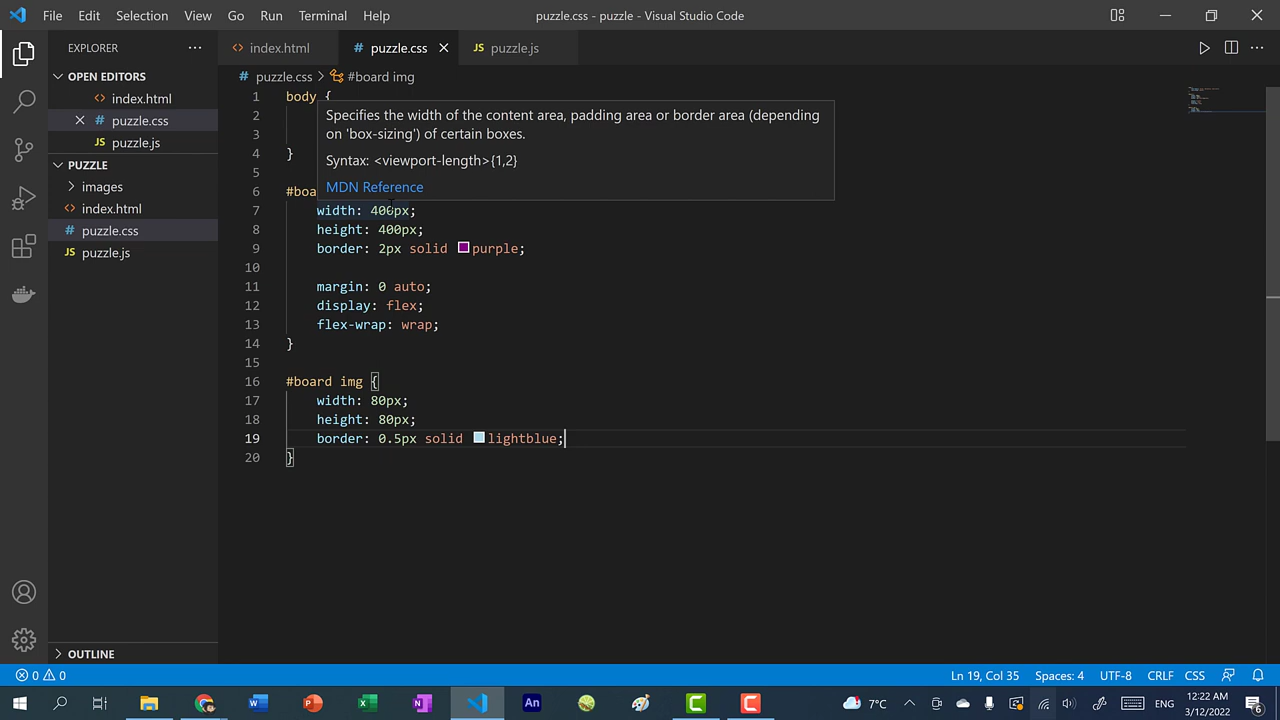 File Edit Selection View Go Run Terminal Help puzzle.css - puzzle - Visual Studio Code
EXPLORER
index.html # puzzle.css JS puzzle.js
OPEN EDITORS
# puzzle.css > #board img
index.html
# puzzle.css
JS puzzle.js
PUZZLE
images
index.html
# puzzle.css
JS puzzle.js
OUTLINE
1 body {
2
3
4 }
5
Specifies the width of the content area, padding area or border area (depending
on 'box-sizing') of certain boxes.
Syntax: <viewport-length>{1,2}
MDN Reference
6 #boa
7 width: 400px;
8 height: 400px;
9 border: 2px solid purple;
10
11 margin: 0 auto;
12 display: flex;
13 flex-wrap: wrap;
14 }
15
16 #board img {
17 width: 80px;
18 height: 80px;
19 border: 0.5px solid lightblue;
20 }
0 0 Ln 19, Col 35 Spaces: 4 UTF-8 CRLF CSS
7°C ENG 12:22 AM
3/12/2022 6